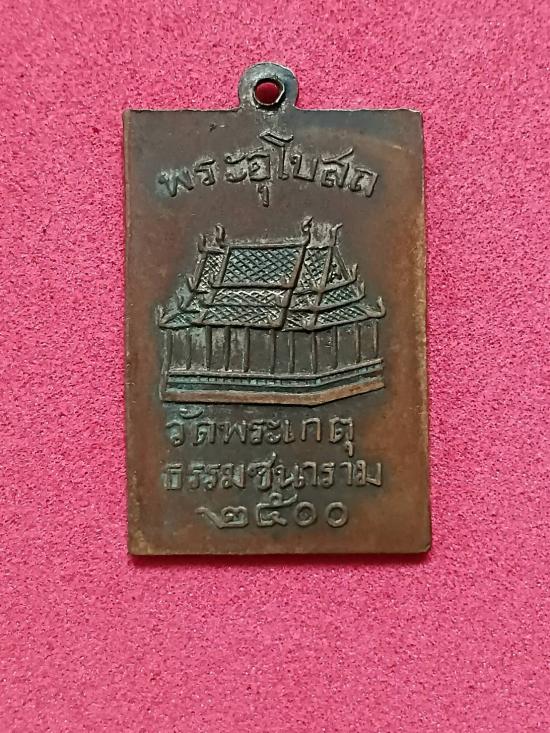 พระอุโบสถ
วัดพระเกตุ
ธรรมชนาราม
๒๕๐๐